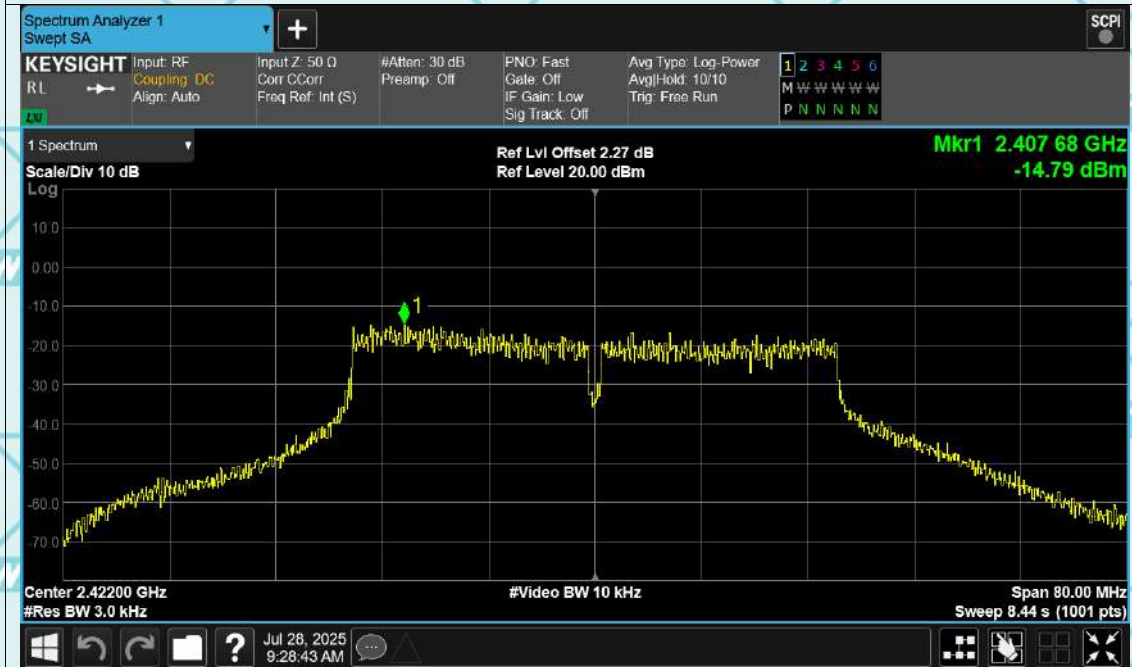 Spectrum Analyzer 1
Swept SA
+
SCPI
KEYSIGHT
RL
LXI
Input: RF
Coupling: DC
Align: Auto
Input Z: 50 Ω
Corr CCorr
Freq Ref: Int (S)
#Atten: 30 dB
Preamp: Off
PNO: Fast
Gate: Off
IF Gain: Low
Sig Track: Off
Avg Type: Log-Power
Avg|Hold: 10/10
Trig: Free Run
1 2 3 4 5 6
M W W W W W
P N N N N N
1 Spectrum
Scale/Div 10 dB
Ref Lvl Offset 2.27 dB
Ref Level 20.00 dBm
Mkr1 2.407 68 GHz
-14.79 dBm
Log
10.0
0.00
-10.0
-20.0
-30.0
-40.0
-50.0
-60.0
-70.0
1
Center 2.42200 GHz
#Res BW 3.0 kHz
#Video BW 10 kHz
Span 80.00 MHz
Sweep 8.44 s (1001 pts)
?
Jul 28, 2025
9:28:43 AM